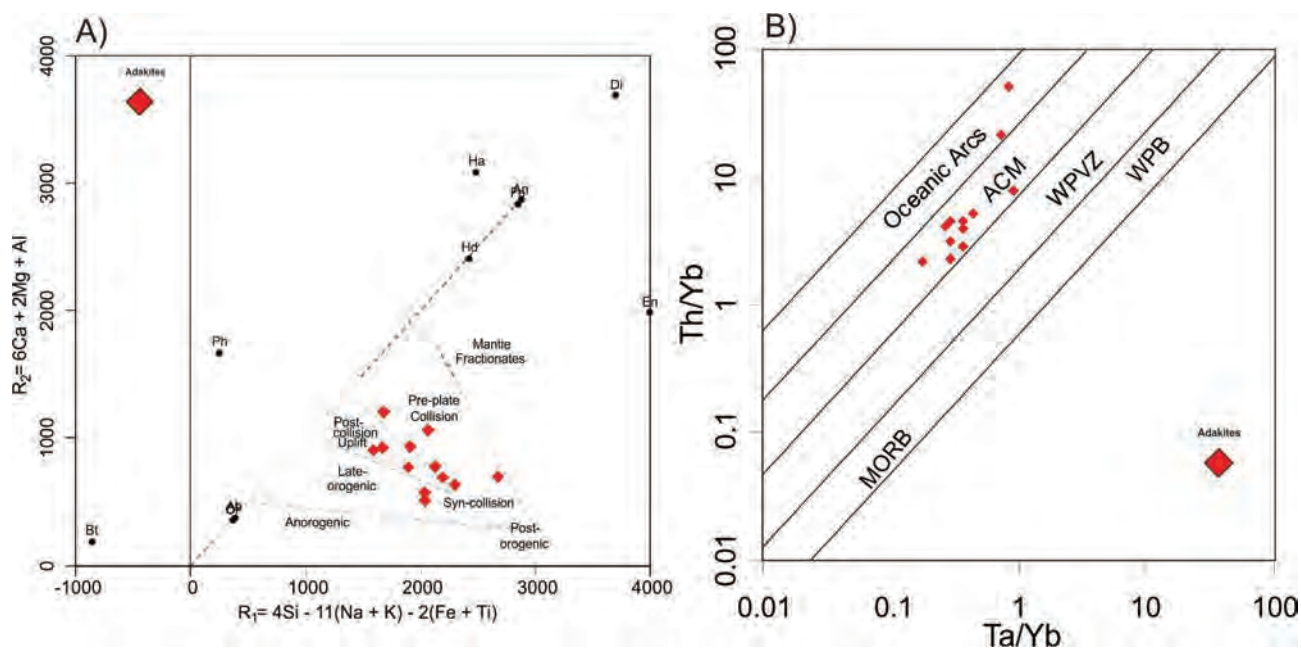 A)
4000
Adakites
Di
Ha
3000
An
Hd
R2= 6Ca + 2Mg + Al
2000
En
Ph
Mantle
Fractionates
Pre-plate
Collision
Post-
collision
Uplift
1000
Late-
orogenic
Syn-collision
Ab
Anorogenic
Post-
orogenic
Bt
0
-1000
0
1000
2000
3000
4000
R1= 4Si - 11(Na + K) - 2(Fe + Ti)
B)
100
10
1
0.1
0.01
Th/Yb
Oceanic Arcs
ACM
WPVZ
WPB
MORB
Adakites
0.01
0.1
1
10
100
Ta/Yb